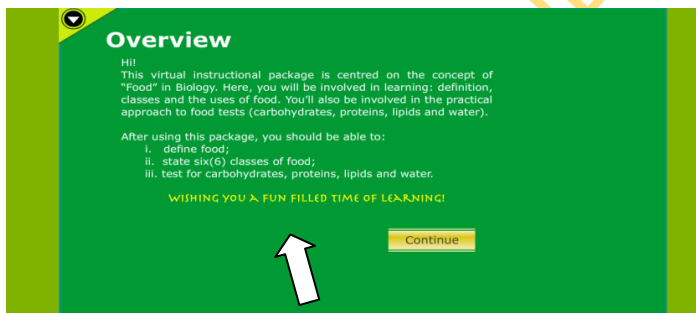 Overview
Hi!
This virtual instructional package is centred on the concept of
"Food" in Biology. Here, you will be involved in learning: definition,
classes and the uses of food. You'll also be involved in the practical
approach to food tests (carbohydrates, proteins, lipids and water).
After using this package, you should be able to:
i. define food;
ii. state six(6) classes of food;
iii. test for carbohydrates, proteins, lipids and water.
WISHING YOU A FUN FILLED TIME OF LEARNING!
Continue